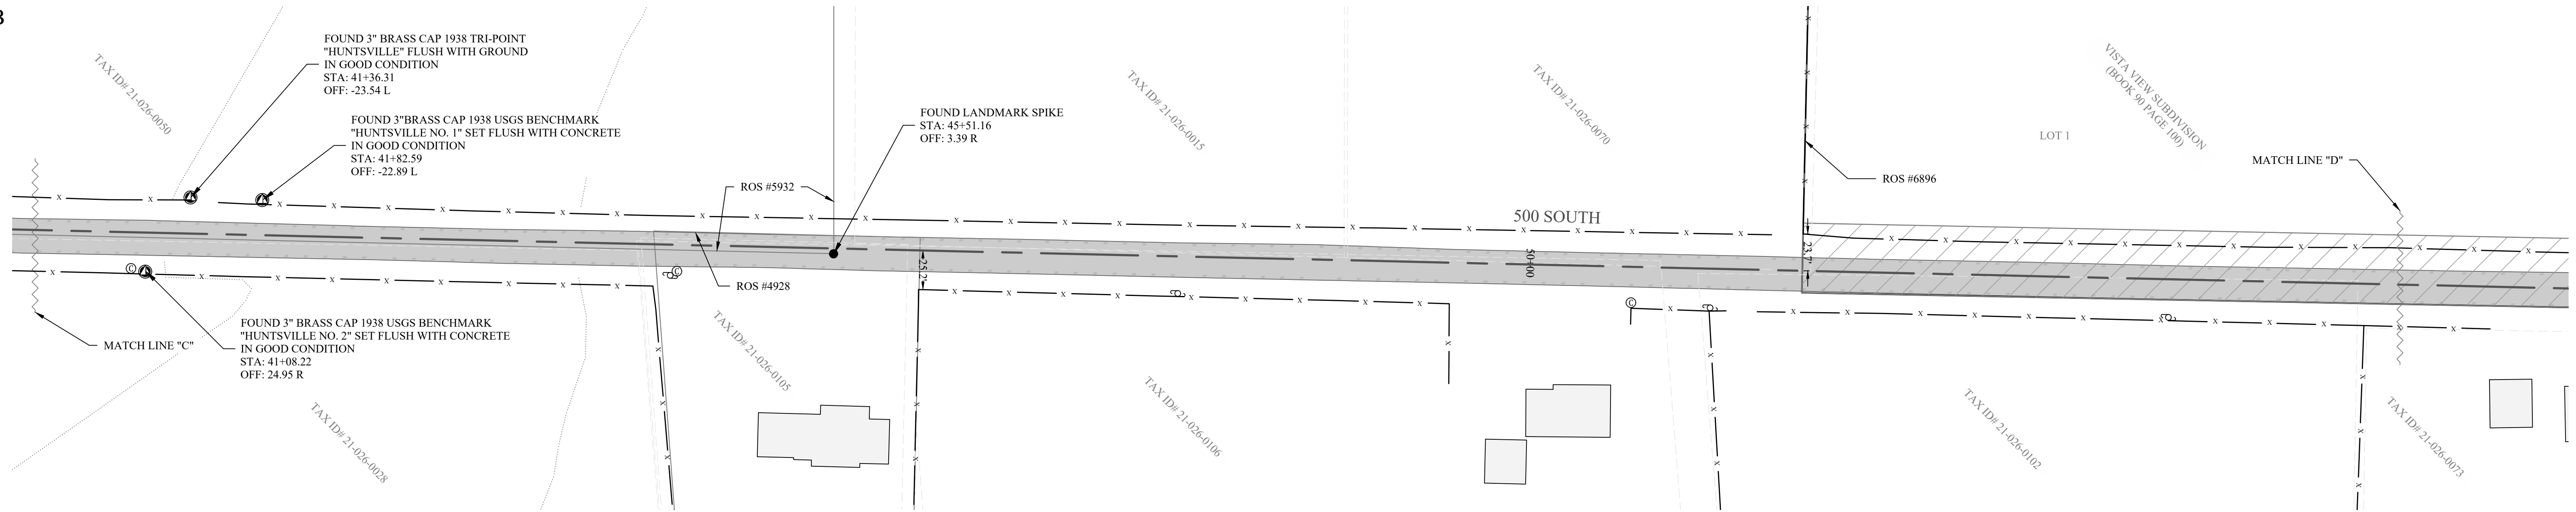 3
FOUND 3" BRASS CAP 1938 TRI-POINT
"HUNTSVILLE" FLUSH WITH GROUND
IN GOOD CONDITION
STA: 41+36.31
OFF: -23.54 L
TAX ID# 21-026-0050
FOUND 3"BRASS CAP 1938 USGS BENCHMARK
"HUNTSVILLE NO. 1" SET FLUSH WITH CONCRETE
IN GOOD CONDITION
STA: 41+82.59
OFF: -22.89 L
FOUND LANDMARK SPIKE
STA: 45+51.16
OFF: 3.39 R
TAX ID# 21-026-0015
TAX ID# 21-026-0070
VISTA VIEW SUBDIVISION
(BOOK 90 PAGE 100)
LOT 1
MATCH LINE "D"
ROS #5932
ROS #6896
500 SOUTH
50+00
23.7'
25.2'
ROS #4928
FOUND 3" BRASS CAP 1938 USGS BENCHMARK
"HUNTSVILLE NO. 2" SET FLUSH WITH CONCRETE
IN GOOD CONDITION
STA: 41+08.22
OFF: 24.95 R
MATCH LINE "C"
TAX ID# 21-026-0028
TAX ID# 21-026-0105
TAX ID# 21-026-0106
TAX ID# 21-026-0102
TAX ID# 21-026-0073